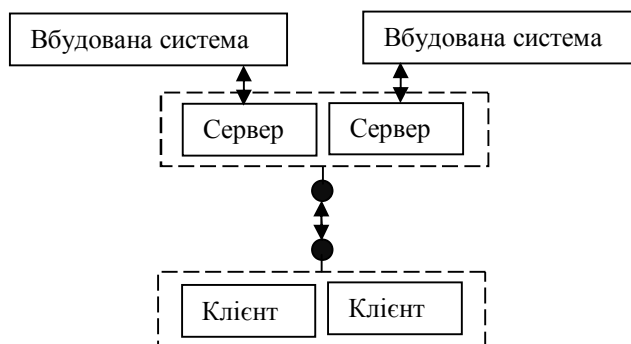 Вбудована система
Вбудована система
Сервер
Сервер
Клієнт
Клієнт